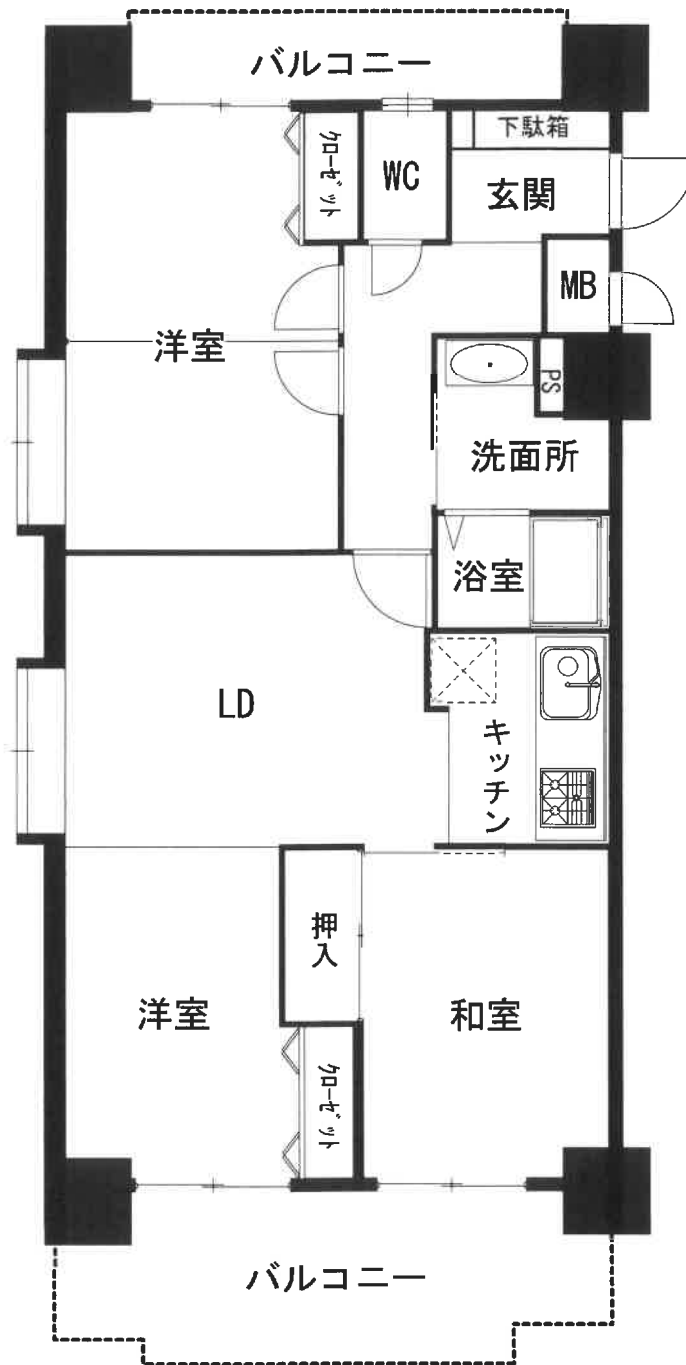 バルコニー
下駄箱
クローゼット
WC
玄関
MB
洋室
PS
洗面所
浴室
LD
キッチン
押入
洋室
和室
クローゼット
バルコニー